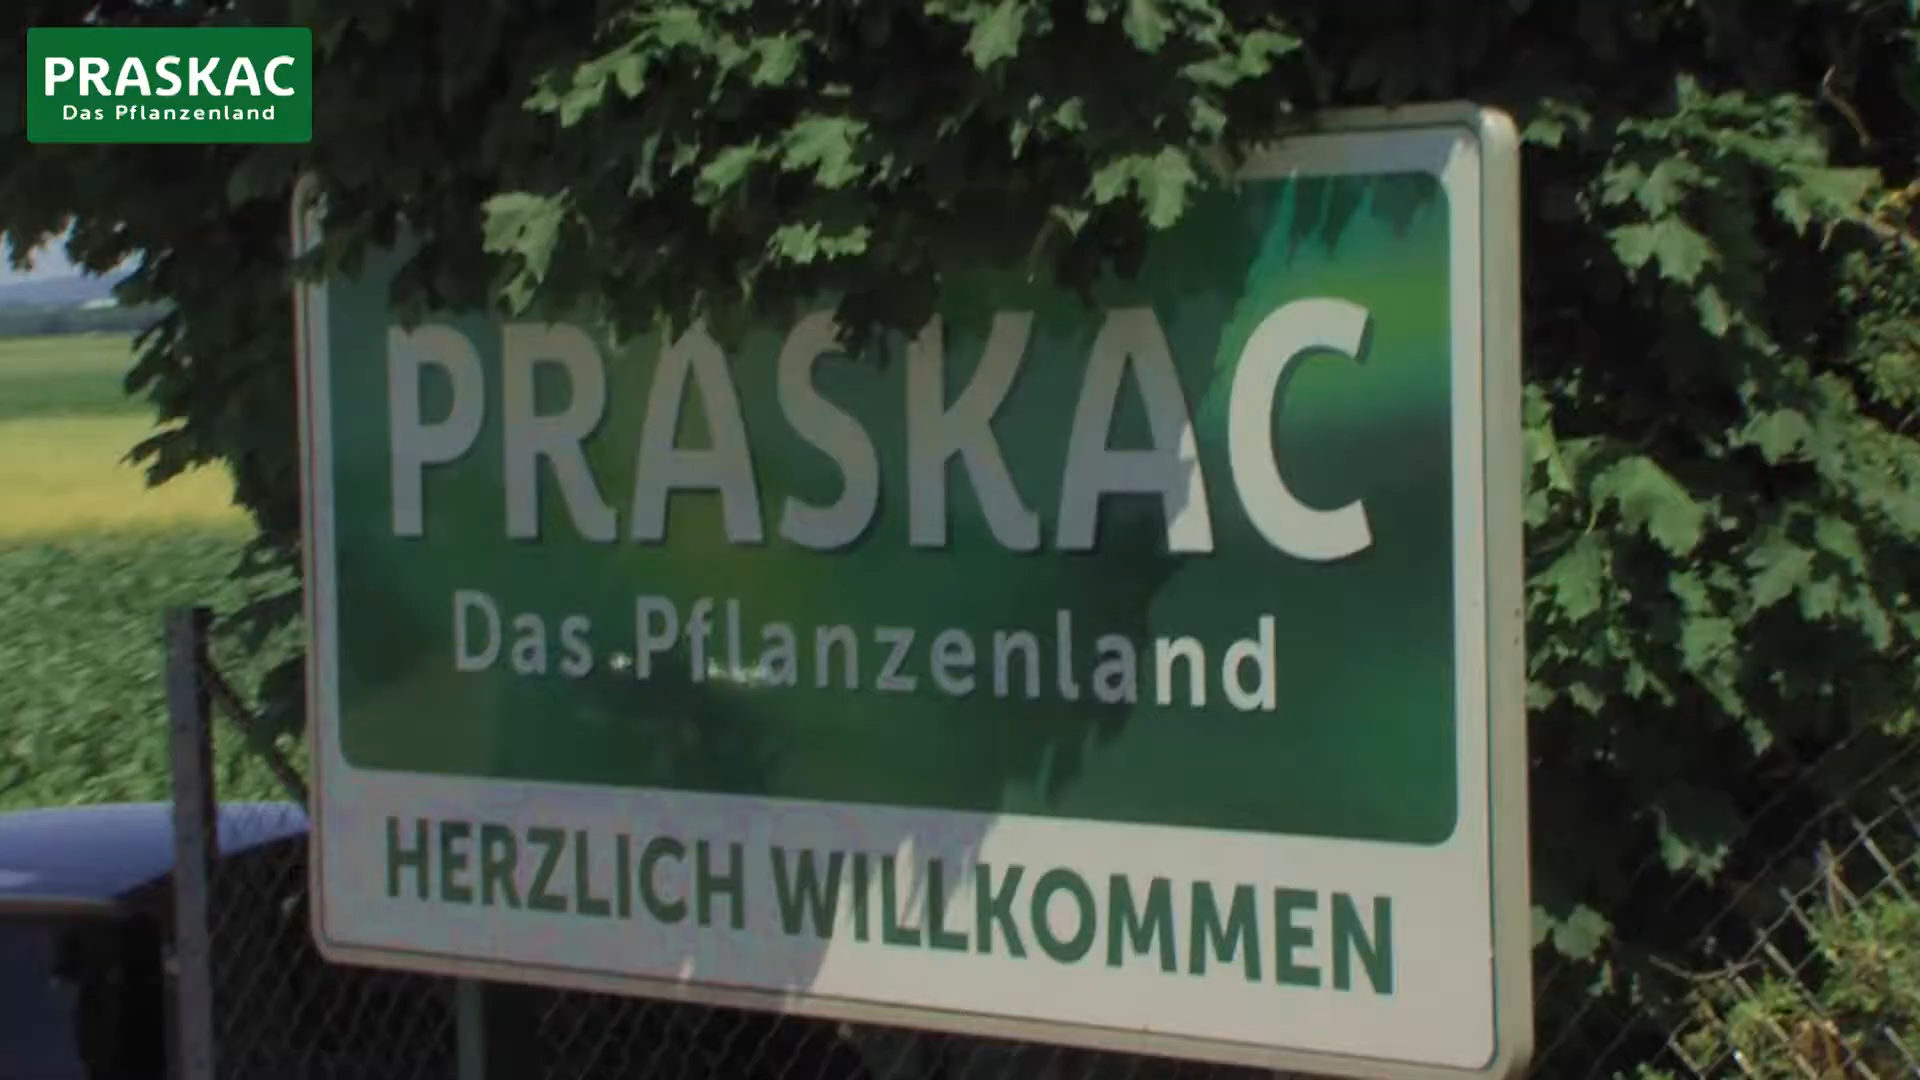 PRASKAC
Das Pflanzenland
PRASKAC
Das Pflanzenland
HERZLICH WILLKOMMEN